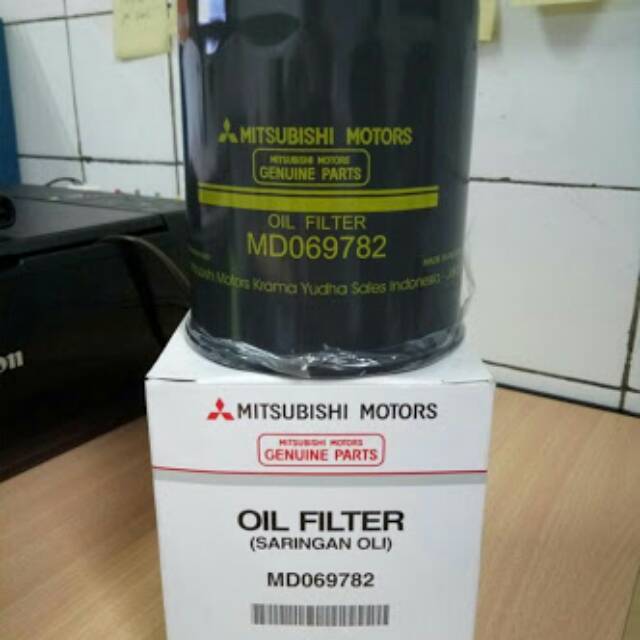 MITSUBISHI MOTORS
MITSUBISHI MOTORS
GENUINE PARTS
OIL FILTER
MD069782
Motors Krama Yudha Sales Indonesia
MITSUBISHI MOTORS
MITSUBISHI MOTORS
GENUINE PARTS
OIL FILTER
(SARINGAN OLI)
MD069782